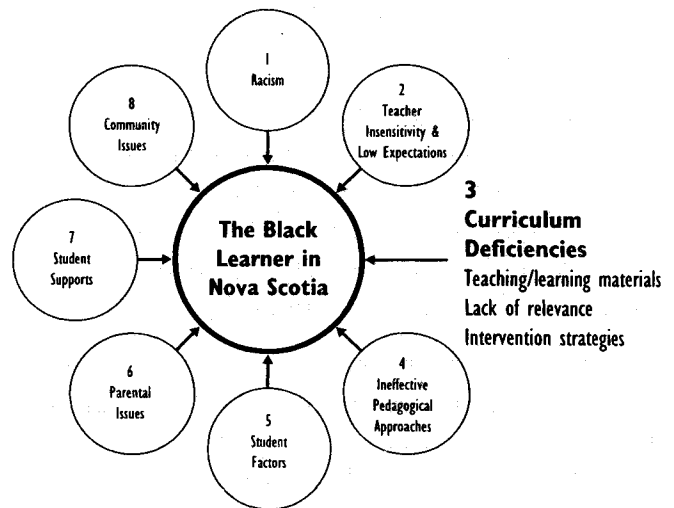 1
Racism
2
Teacher
Insensitivity &
Low Expectations
3
Curriculum
Deficiencies
Teaching/learning materials
Lack of relevance
Intervention strategies
4
Ineffective
Pedagogical
Approaches
5
Student
Factors
6
Parental
Issues
7
Student
Supports
8
Community
Issues
The Black
Learner in
Nova Scotia